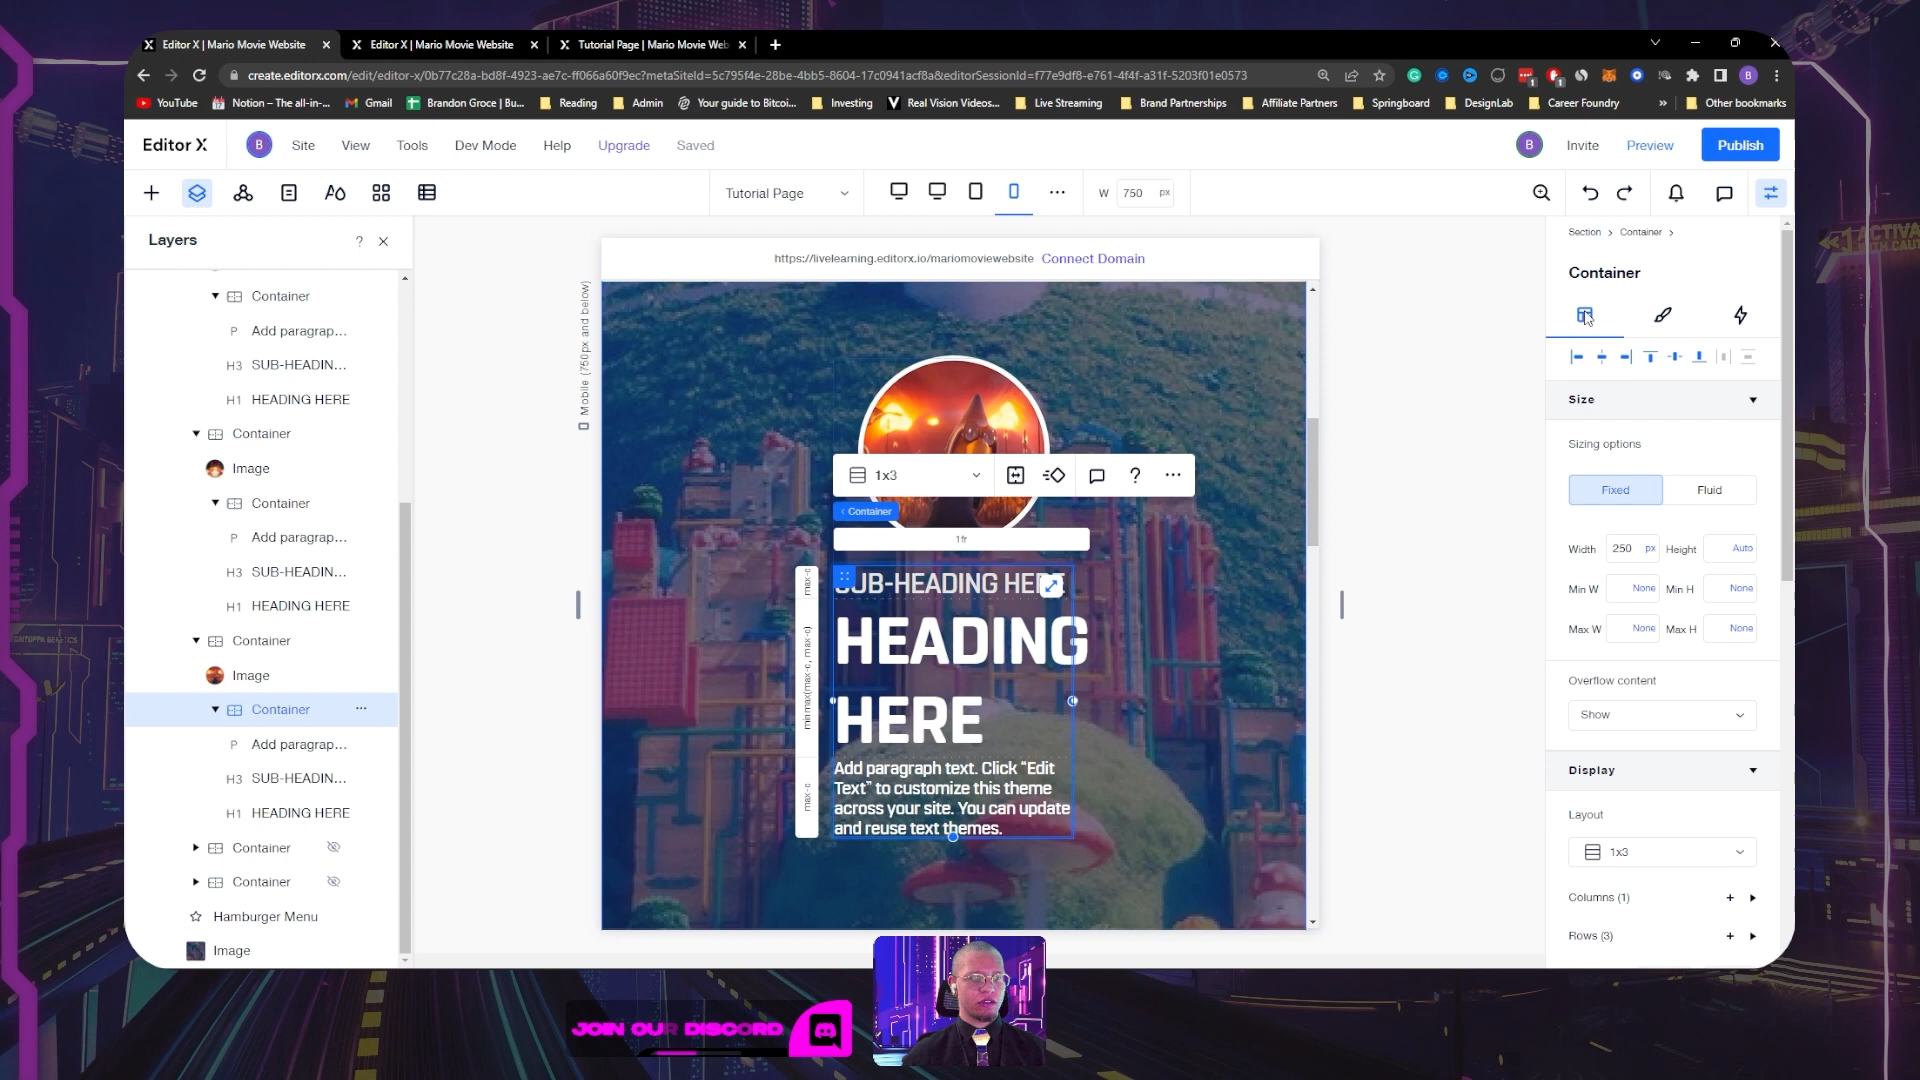 Editor X | Mario Movie Website
Editor X | Mario Movie Website
Tutorial Page | Mario Movie Web
create.editorx.com/edit/editor-x/0b77c28a-bd8f-4923-ae7c-ff066a60f9ec?metaSiteId=5c795f4e-28be-4bb5-8604-17c0941acf8a&editorSessionId=f77e9df8-e761-4f4f-a31f-5203f01e0573
YouTube
Notion – The all-in-...
Gmail
Brandon Groce | Bu...
Reading
Admin
Your guide to Bitcoi...
Investing
Real Vision Videos...
Live Streaming
Brand Partnerships
Affiliate Partners
Springboard
DesignLab
Career Foundry
Other bookmarks
Editor X
B
Site
View
Tools
Dev Mode
Help
Upgrade
Saved
B
Invite
Preview
Publish
Tutorial Page
W 750 px
Layers
?
Container
P Add paragrap...
H3 SUB-HEADIN...
H1 HEADING HERE
Container
Image
Container
P Add paragrap...
H3 SUB-HEADIN...
H1 HEADING HERE
Container
Image
Container
P Add paragrap...
H3 SUB-HEADIN...
H1 HEADING HERE
Container
Container
Hamburger Menu
Image
https://livelearning.editorx.io/mariomoviewebsite Connect Domain
Mobile (750px and below)
1x3
Container
1fr
max-c
minmax(max-c, max-c)
max-c
SUB-HEADING HERE
HEADING
HERE
Add paragraph text. Click “Edit
Text” to customize this theme
across your site. You can update
and reuse text themes.
Section > Container >
Container
Size
Sizing options
Fixed
Fluid
Width 250 px Height Auto
Min W None Min H None
Max W None Max H None
Overflow content
Show
Display
Layout
1x3
Columns (1)
Rows (3)
JOIN OUR DISCORD